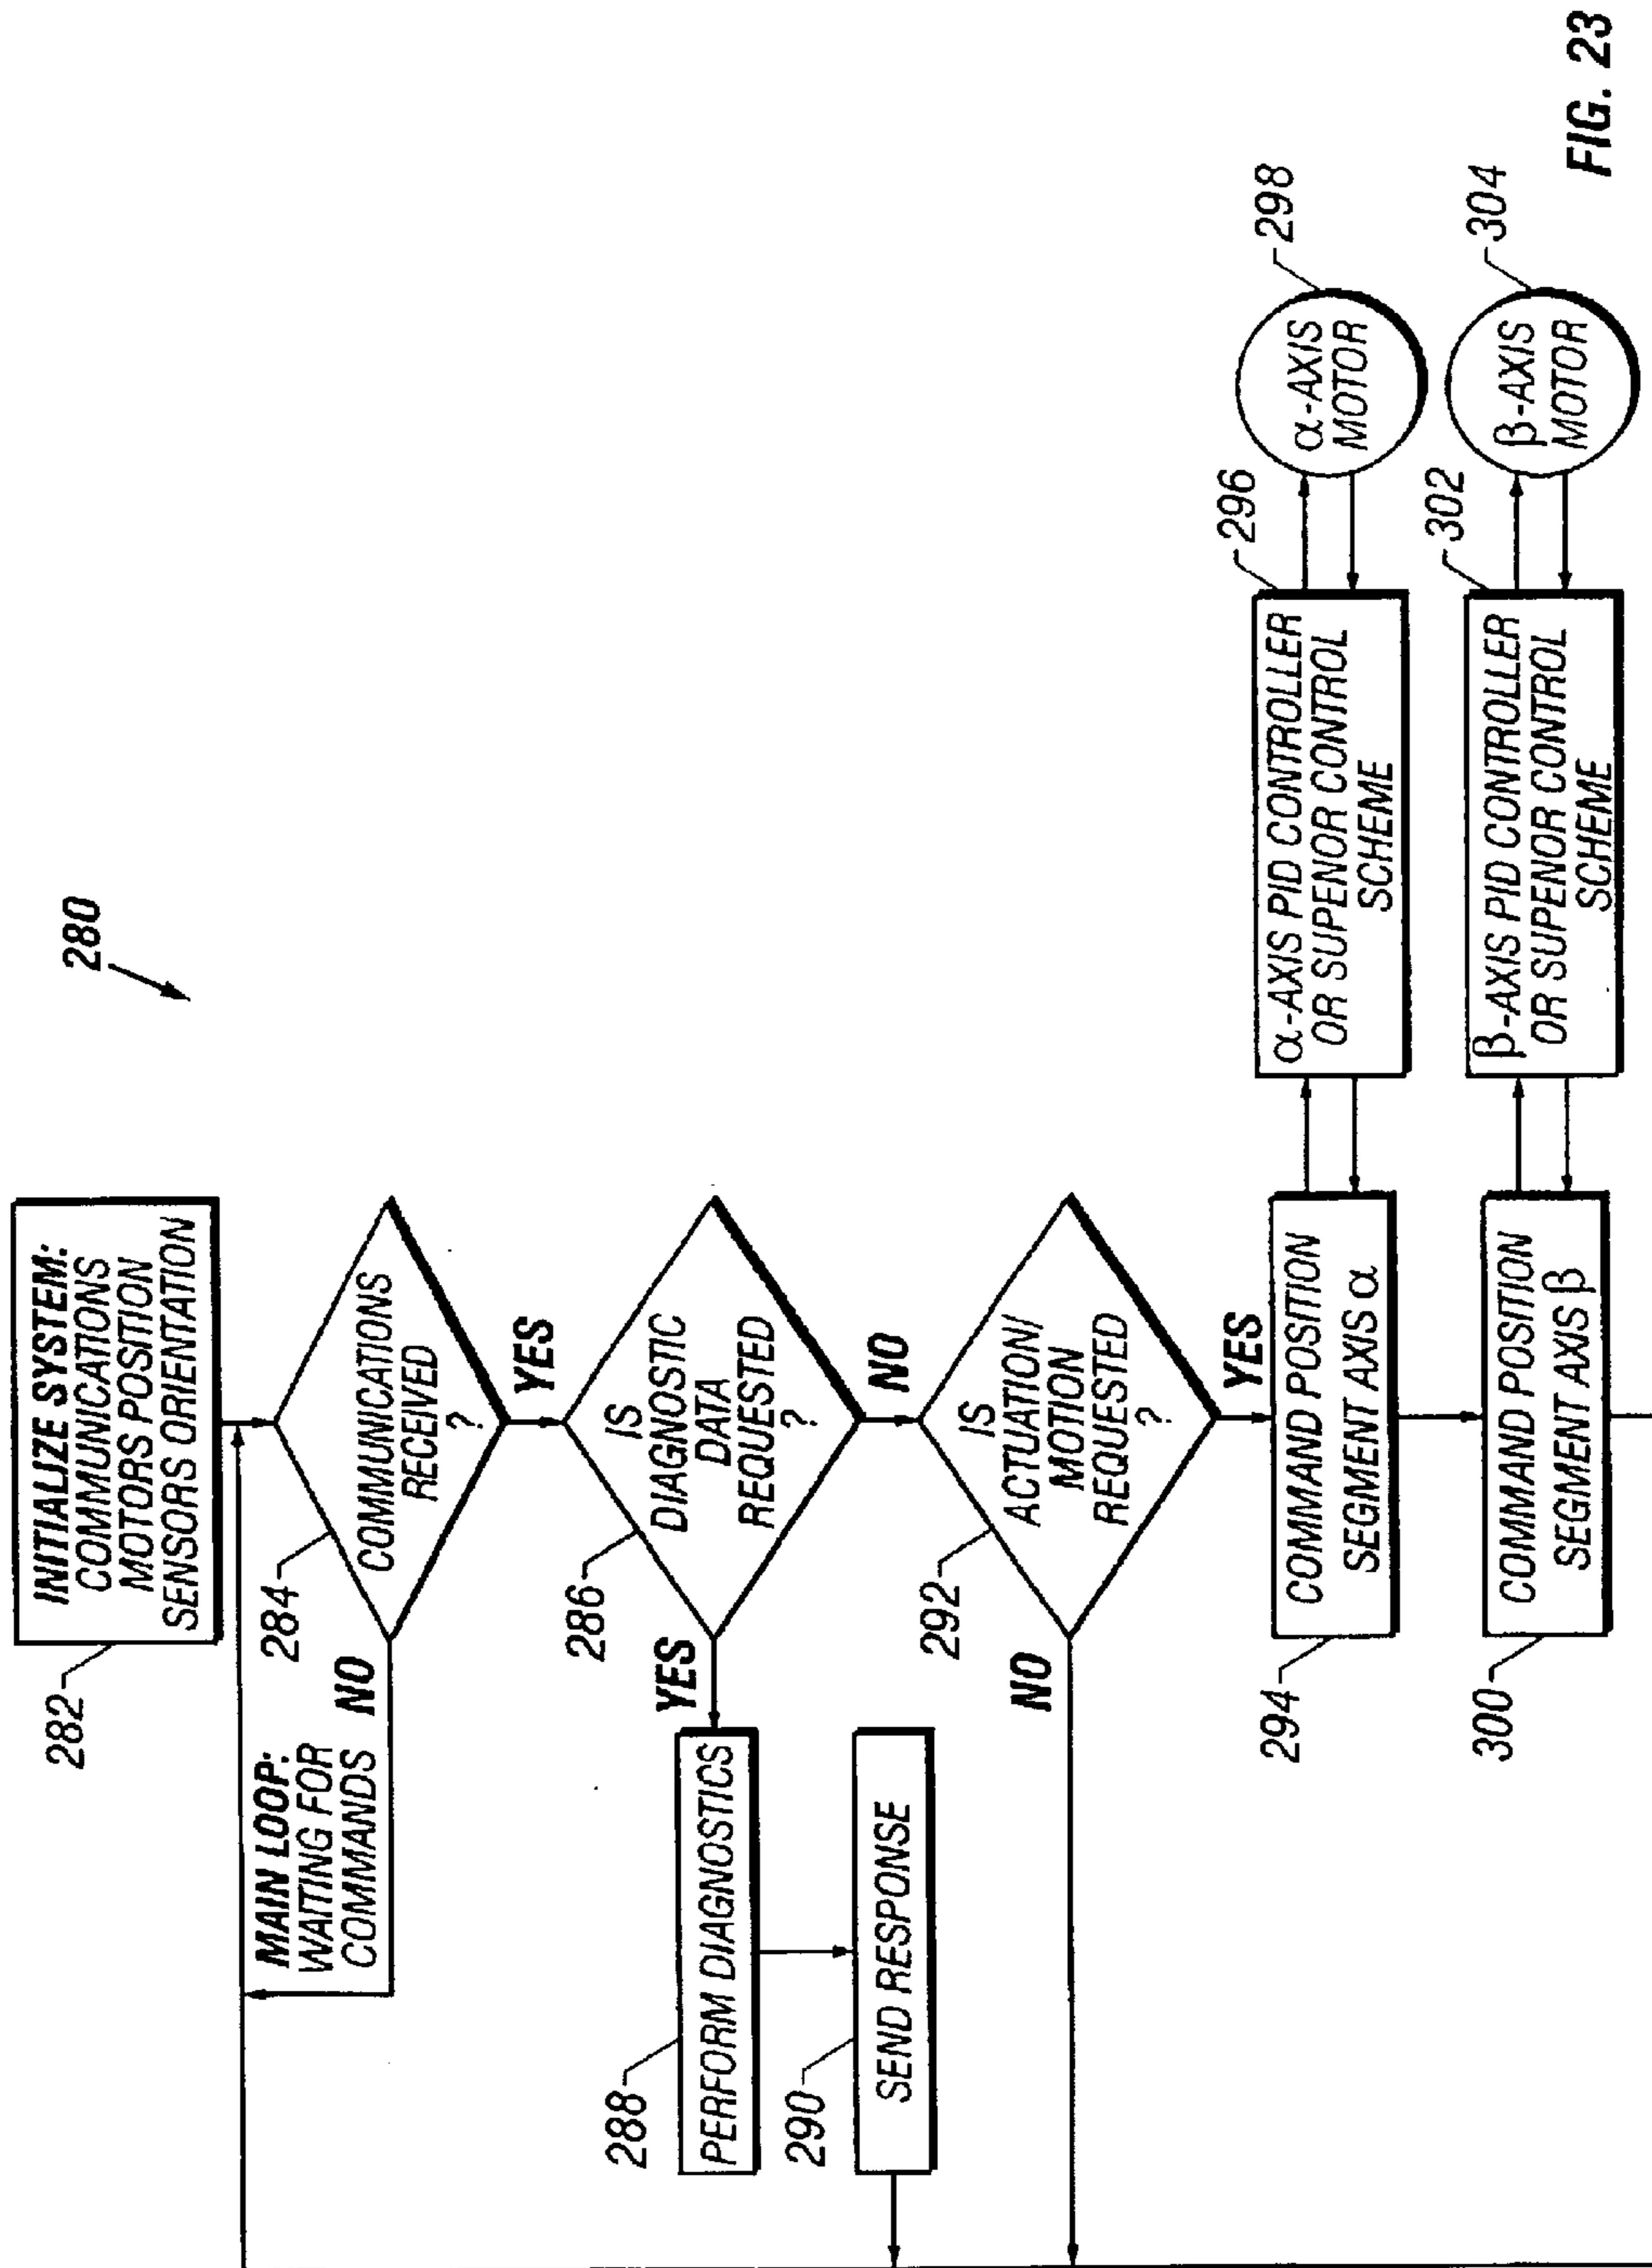 280
INITIALIZE SYSTEM:
COMMUNICATIONS
MOTORS POSITION
SENSORS ORIENTATION
282
MAIN LOOP:
WAITING FOR
COMMANDS
NO
284
COMMUNICATIONS
RECEIVED
?
YES
286
IS
DIAGNOSTIC
DATA
REQUESTED
?
YES
NO
288
PERFORM DIAGNOSTICS
290
SEND RESPONSE
292
IS
ACTUATION/
MOTION
REQUESTED
?
NO
YES
294
COMMAND POSITION
SEGMENT AXIS α
296
α-AXIS PID CONTROLLER
OR SUPENOR CONTROL
SCHEME
298
α-AXIS
MOTOR
300
COMMAND POSITION
SEGMENT AXIS β
302
β-AXIS PID CONTROLLER
OR SUPENOR CONTROL
SCHEME
304
β-AXIS
MOTOR
FIG. 23